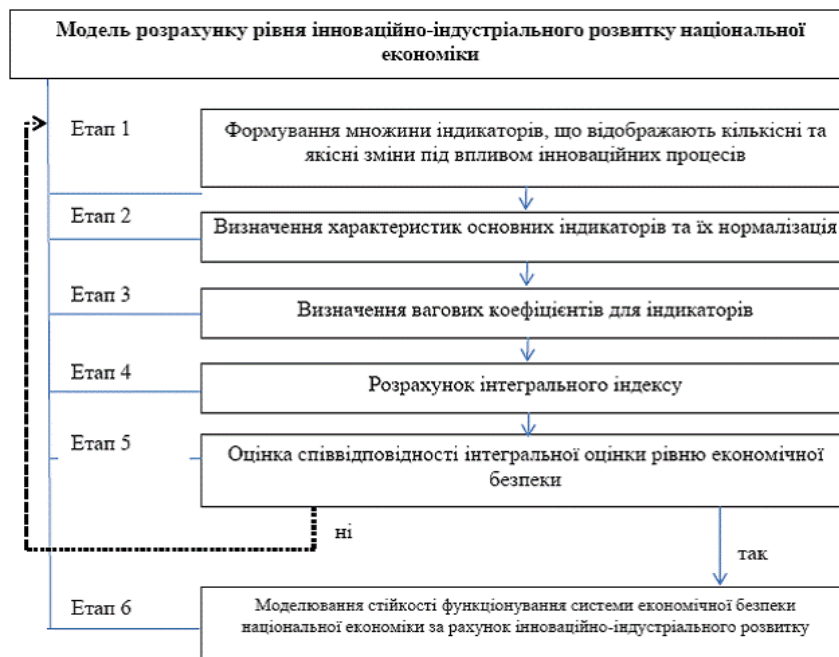 Модель розрахунку рівня інноваційно-індустріального розвитку національної
економіки
Етап 1
Формування множини індикаторів, що відображають кількісні та
якісні зміни під впливом інноваційних процесів
Етап 2
Визначення характеристик основних індикаторів та їх нормалізація
Етап 3
Визначення вагових коефіцієнтів для індикаторів
Етап 4
Розрахунок інтегрального індексу
Етап 5
Оцінка співвідповідності інтегральної оцінки рівню економічної
безпеки
ні
так
Етап 6
Моделювання стійкості функціонування системи економічної безпеки
національної економіки за рахунок інноваційно-індустріального розвитку